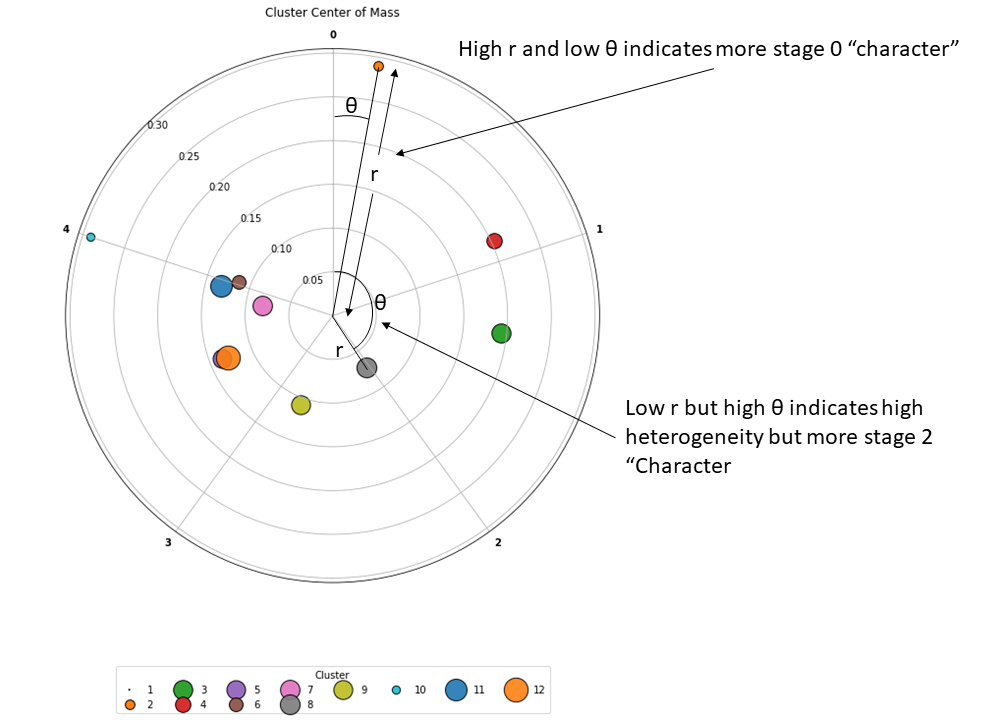 Cluster Center of Mass
0
High r and low θ indicates more stage 0 “character”
θ
0.30
0.25
r
0.20
0.15
4
1
0.10
0.05
θ
r
Low r but high θ indicates high
heterogeneity but more stage 2
“Character
3
2
Cluster
1 3 5 7 9 10 11 12
2 4 6 8